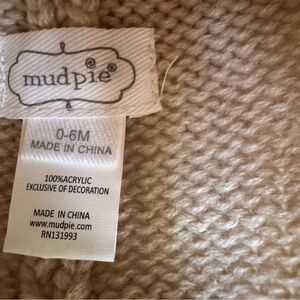 mudpie
0-6M
MADE IN CHINA
100%ACRYLIC
EXCLUSIVE OF DECORATION
MADE IN CHINA
www.mudpie.com
RN131993